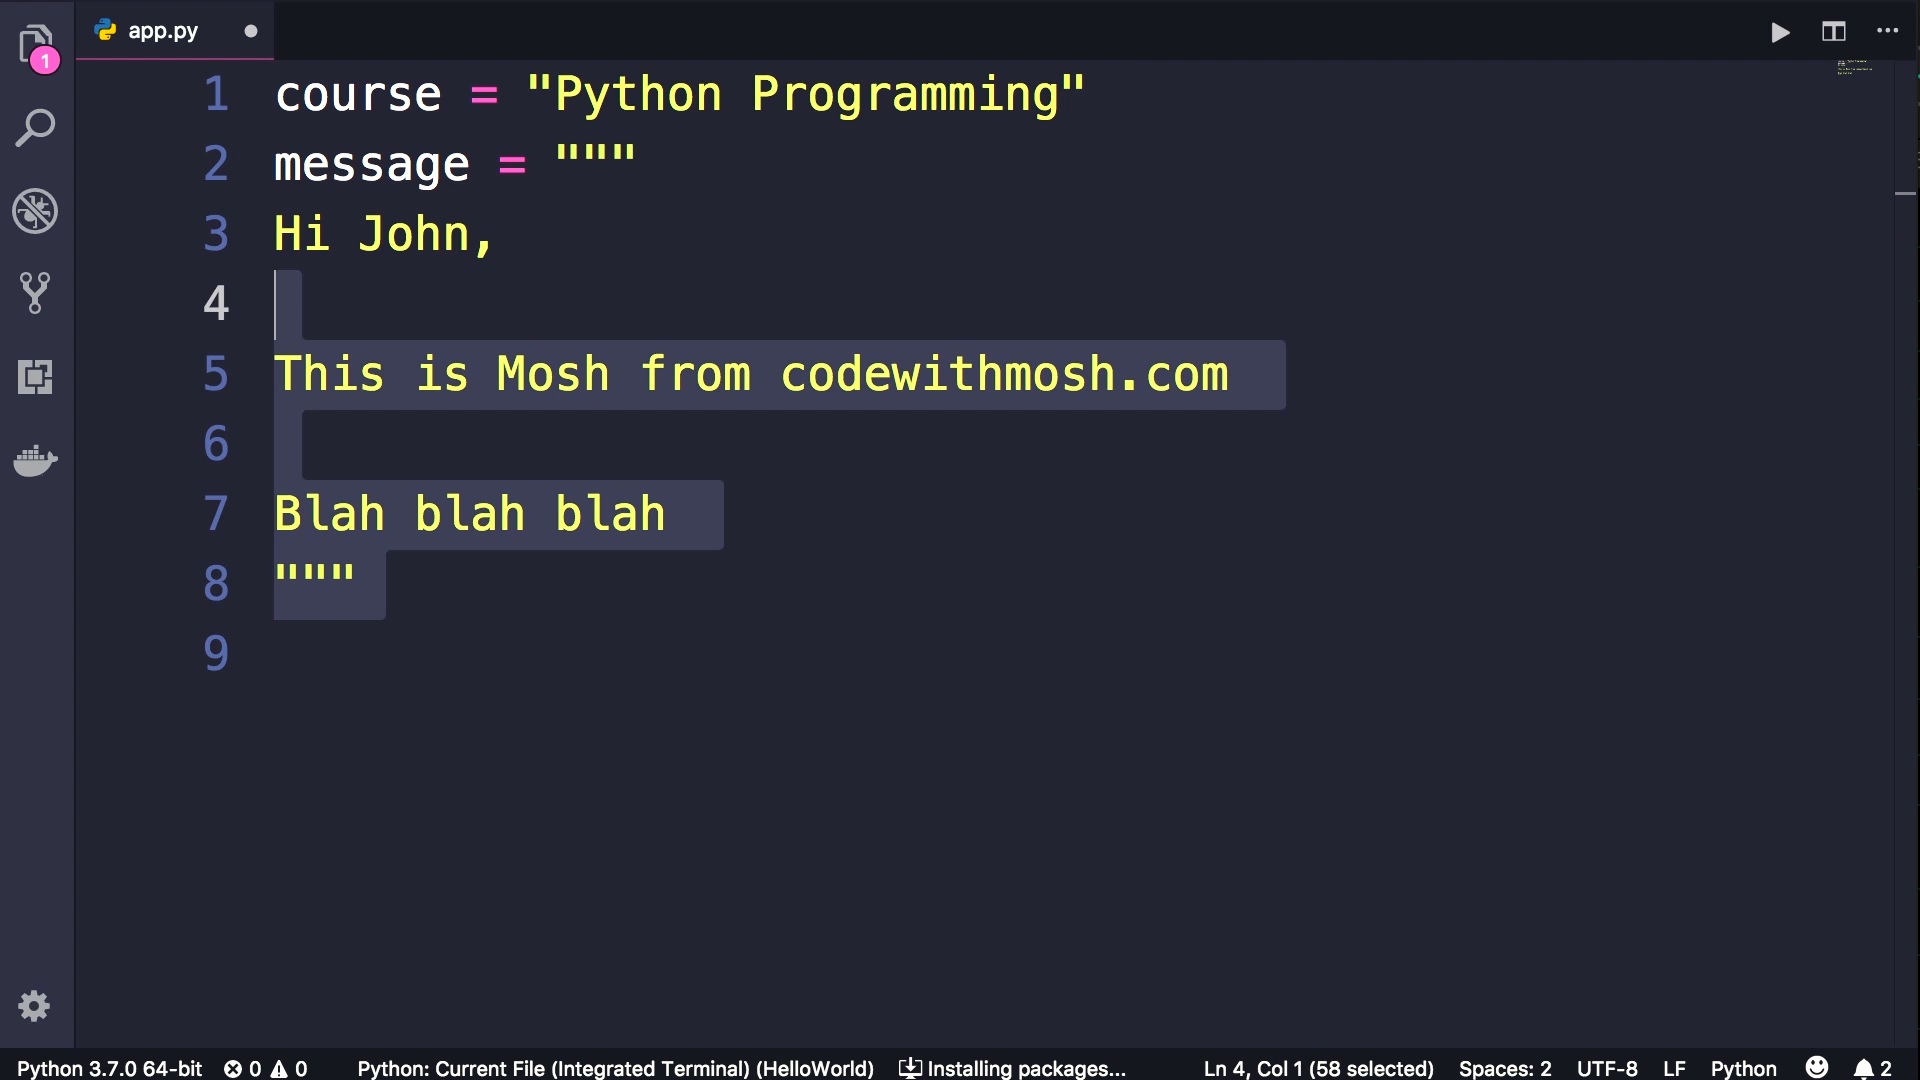 app.py
1
1 course = "Python Programming"
2 message = """
3 Hi John,
4
5 This is Mosh from codewithmosh.com
6
7 Blah blah blah
8 """
9
Python 3.7.0 64-bit 0 0 Python: Current File (Integrated Terminal) (HelloWorld) Installing packages... Ln 4, Col 1 (58 selected) Spaces: 2 UTF-8 LF Python 2